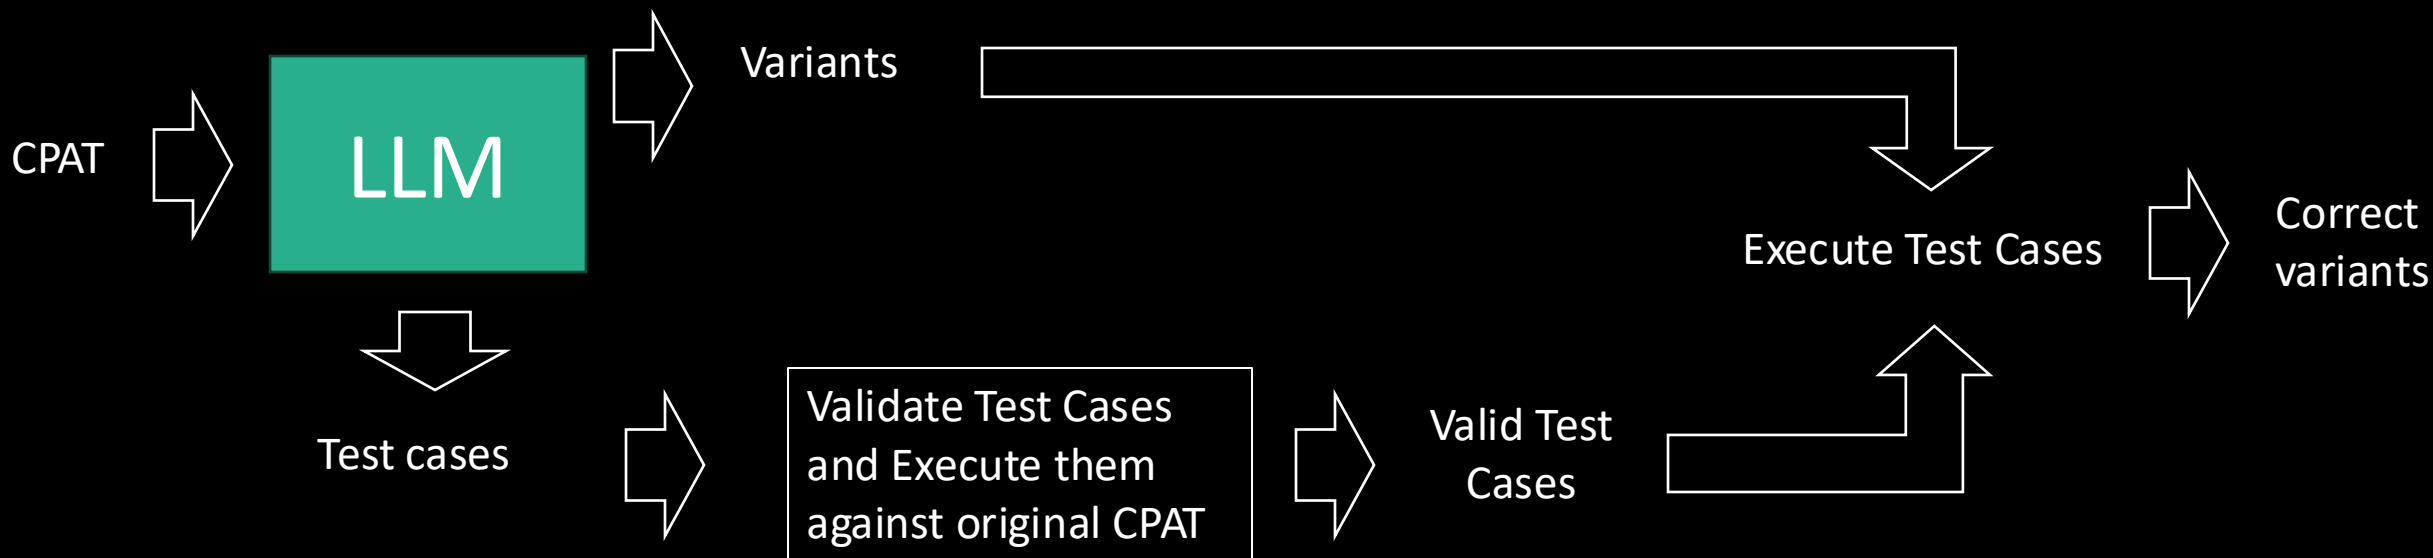 CPAT
LLM
Variants
Test cases
Validate Test Cases
and Execute them
against original CPAT
Valid Test
Cases
Execute Test Cases
Correct
variants